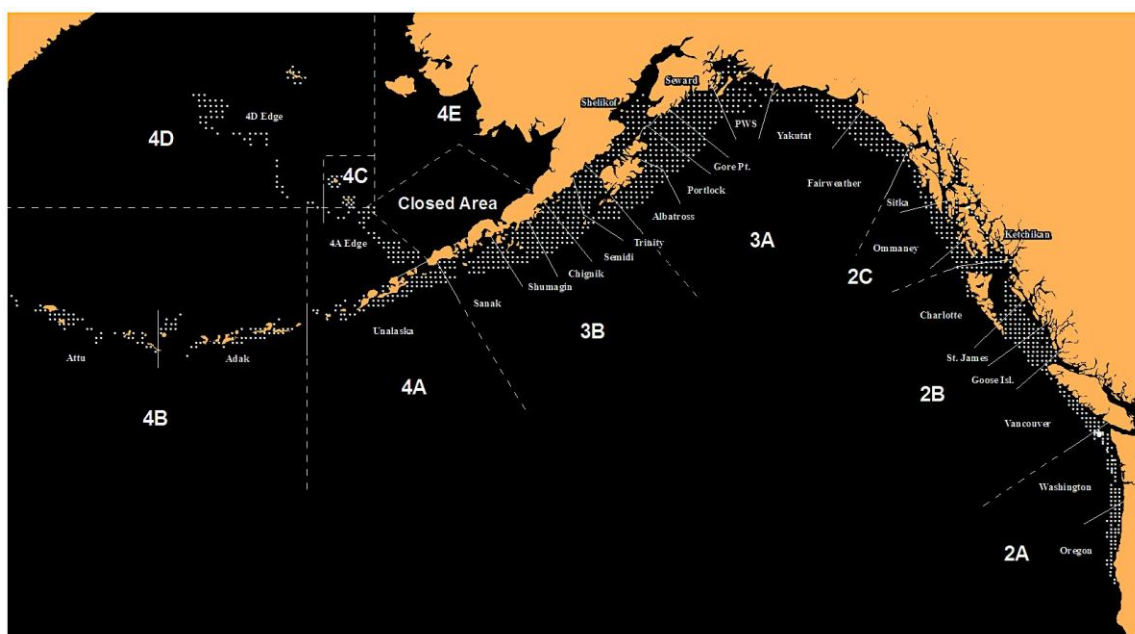 Seward
Shelikof
4D Edge
4E
PWS
4D
Yakutat
Gore Pt.
4C
Fairweather
Portlock
Closed Area
Sitka
Albatross
Ketchikan
4A Edge
3A
Trinity
Ommaney
Semidi
Chignik
2C
Shumagin
Sanak
Charlotte
3B
Unalaska
St. James
Attu
Adak
Goose Isl.
4A
2B
4B
Vancouver
Washington
2A
Oregon